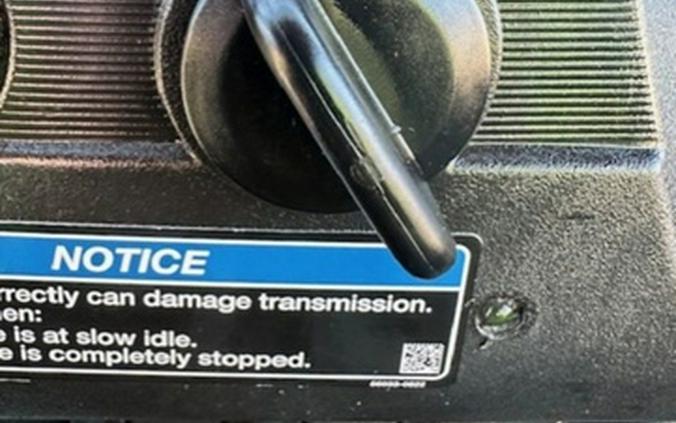 NOTICE
rrectly can damage transmission.
en:
e is at slow idle.
e is completely stopped.